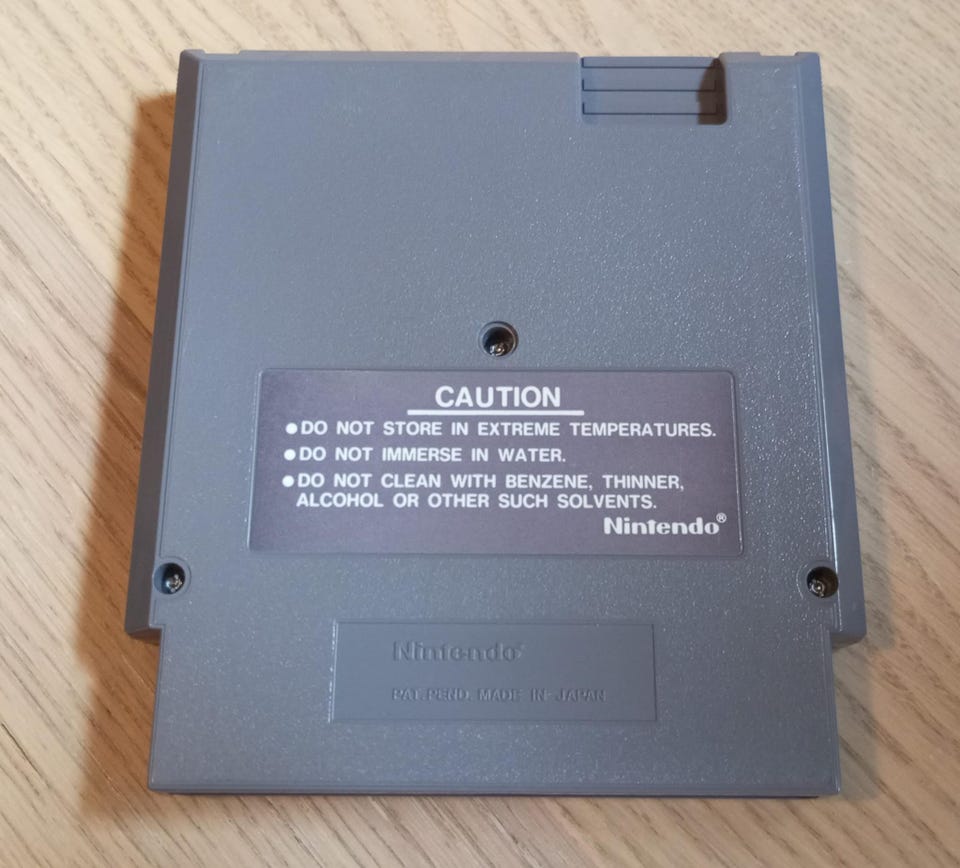 CAUTION
●DO NOT STORE IN EXTREME TEMPERATURES.
●DO NOT IMMERSE IN WATER.
●DO NOT CLEAN WITH BENZENE, THINNER,
ALCOHOL OR OTHER SUCH SOLVENTS.
Nintendo®
Nintendo®
PAT. PEND. MADE IN JAPAN